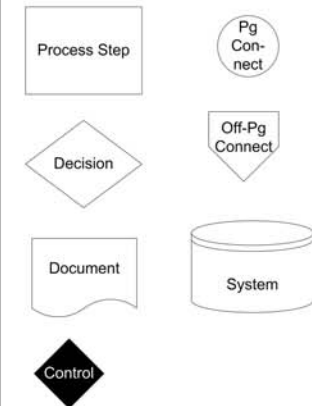 Process Step
Pg
Con-
nect
Decision
Off-Pg
Connect
Document
System
Control